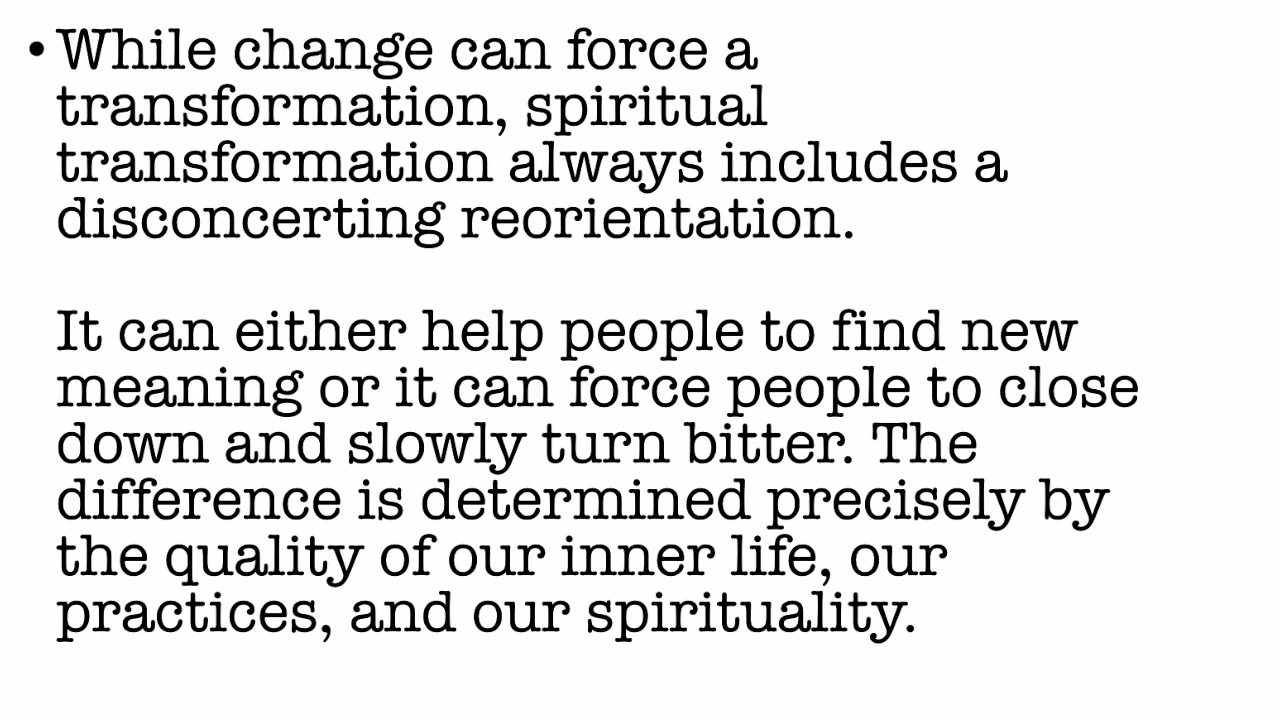 • While change can force a
transformation, spiritual
transformation always includes a
disconcerting reorientation.
It can either help people to find new
meaning or it can force people to close
down and slowly turn bitter. The
difference is determined precisely by
the quality of our inner life, our
practices, and our spirituality.